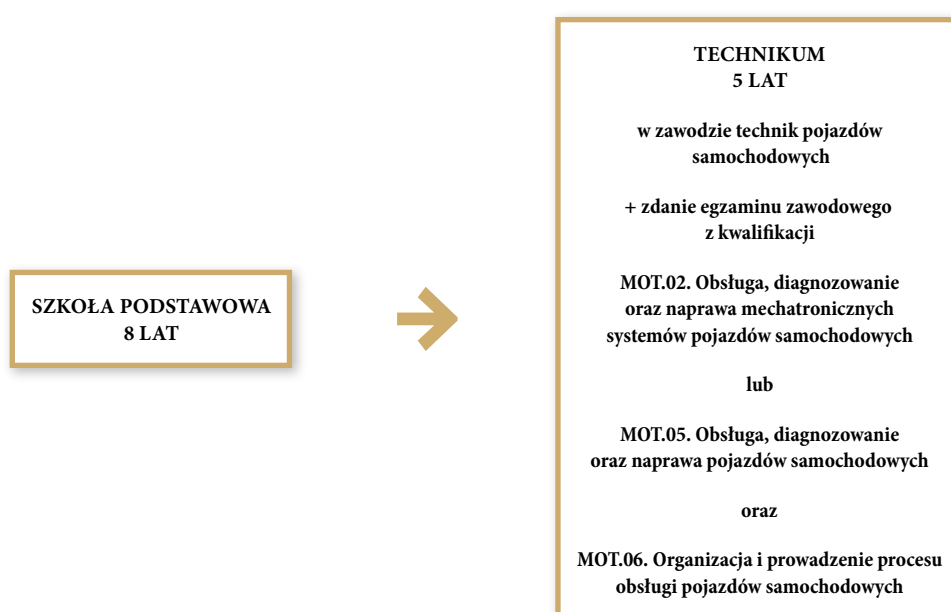 SZKOŁA PODSTAWOWA
8 LAT
TECHNIKUM
5 LAT
w zawodzie technik pojazdów
samochodowych
+ zdanie egzaminu zawodowego
z kwalifikacji
MOT.02. Obsługa, diagnozowanie
oraz naprawa mechatronicznych
systemów pojazdów samochodowych
lub
MOT.05. Obsługa, diagnozowanie
oraz naprawa pojazdów samochodowych
oraz
MOT.06. Organizacja i prowadzenie procesu
obsługi pojazdów samochodowych